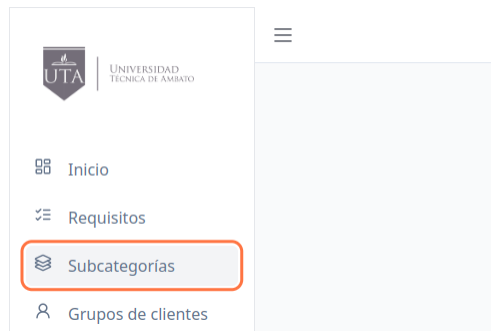 UTA
UNIVERSIDAD
TÉCNICA DE AMBATO
Inicio
Requisitos
Subcategorías
Grupos de clientes